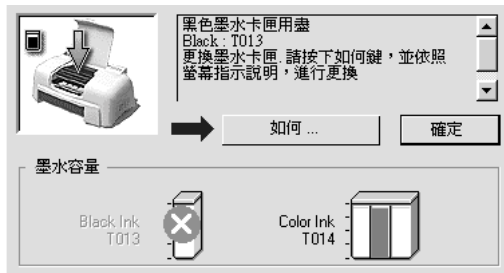 黑色墨水卡匣用盡
Black : T013
更換墨水卡匣.請按下如何鍵，並依照
螢幕指示說明，進行更換
如何 ...
確定
墨水容量
Black Ink
T013
Color Ink
T014